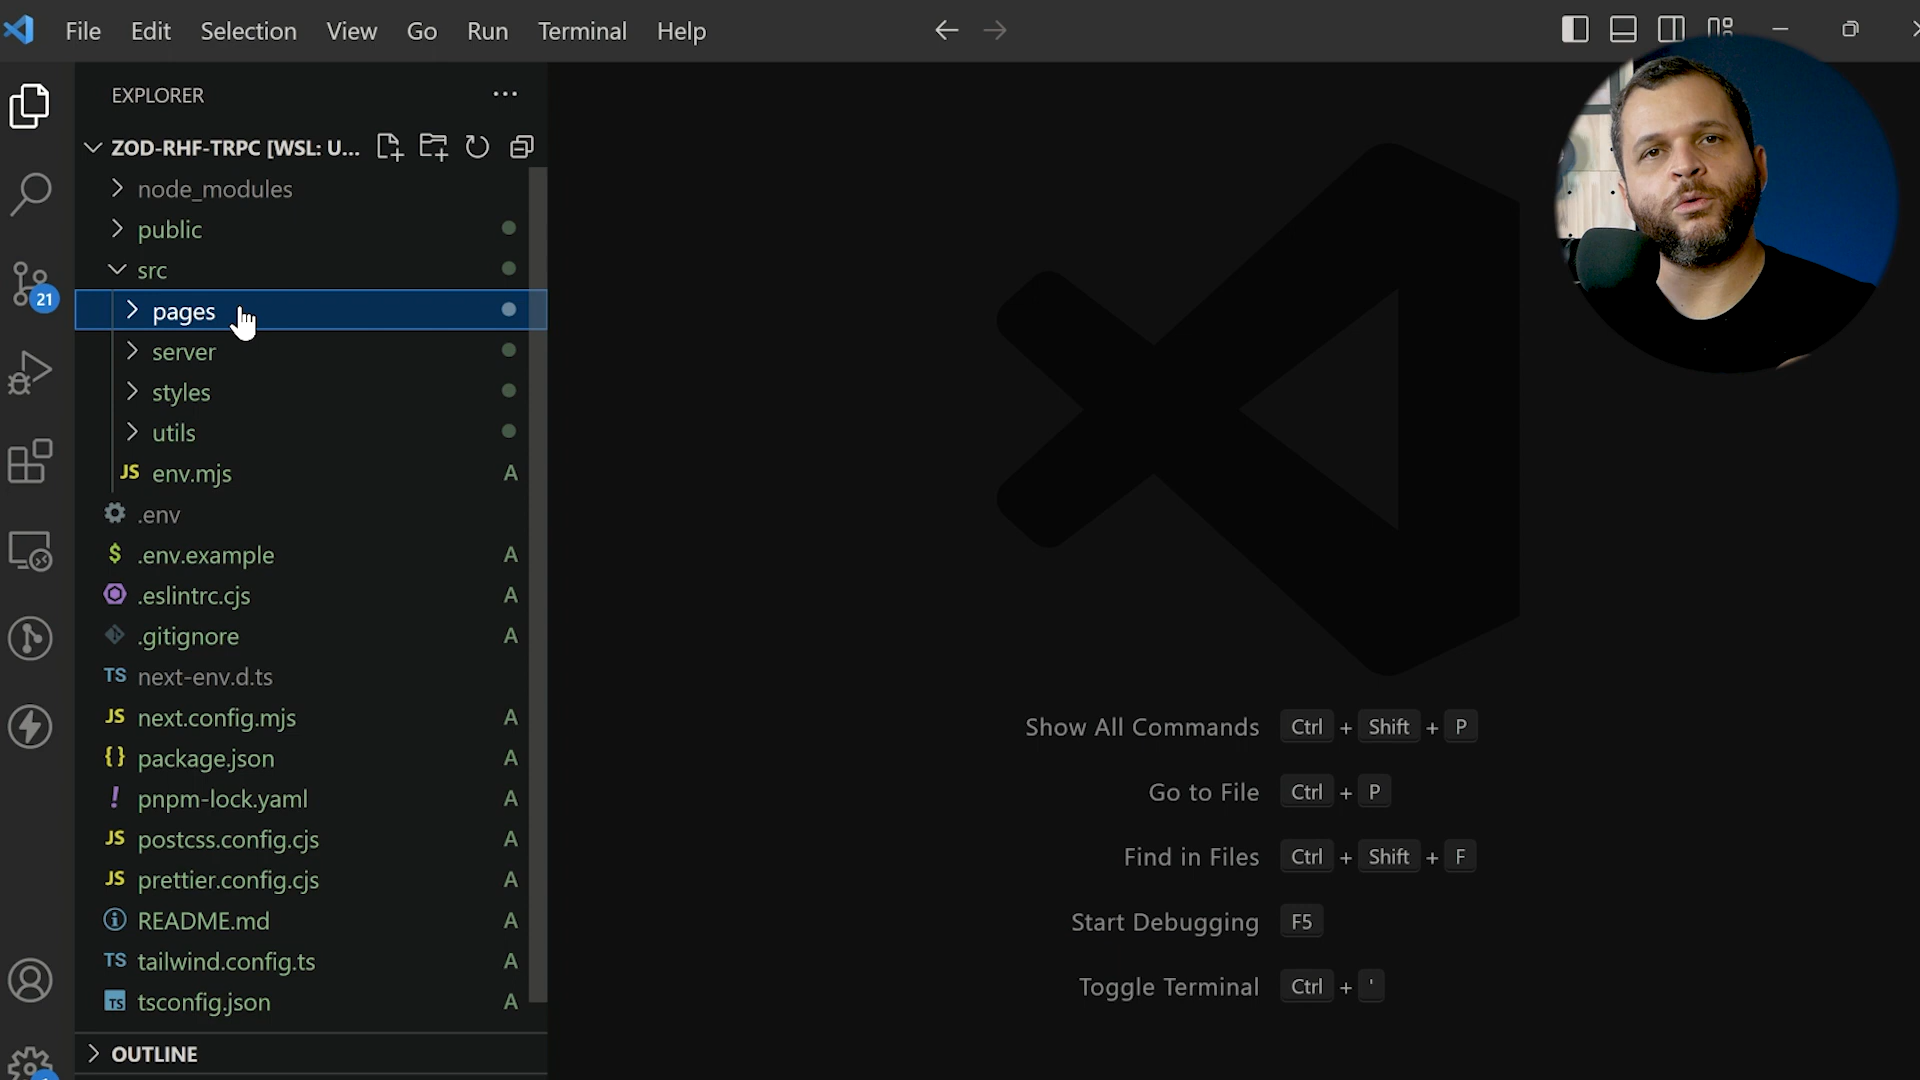 File Edit Selection View Go Run Terminal Help
EXPLORER
ZOD-RHF-TRPC [WSL: U...
node_modules
public
src
pages
server
styles
utils
JS env.mjs A
.env
$ .env.example A
.eslintrc.cjs A
.gitignore A
TS next-env.d.ts
JS next.config.mjs A
{} package.json A
! pnpm-lock.yaml A
JS postcss.config.cjs A
JS prettier.config.cjs A
README.md A
TS tailwind.config.ts A
TS tsconfig.json A
OUTLINE
21
Show All Commands Ctrl + Shift + P
Go to File Ctrl + P
Find in Files Ctrl + Shift + F
Start Debugging F5
Toggle Terminal Ctrl + '